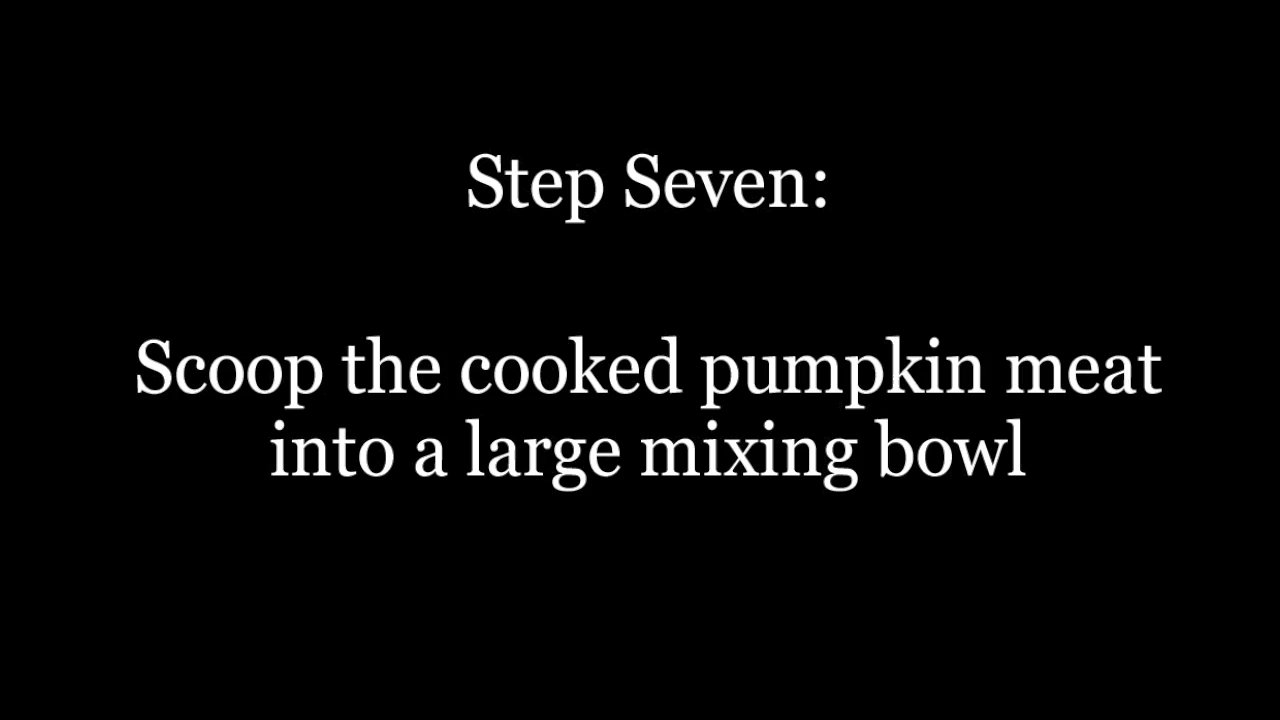 Step Seven:
Scoop the cooked pumpkin meat
into a large mixing bowl